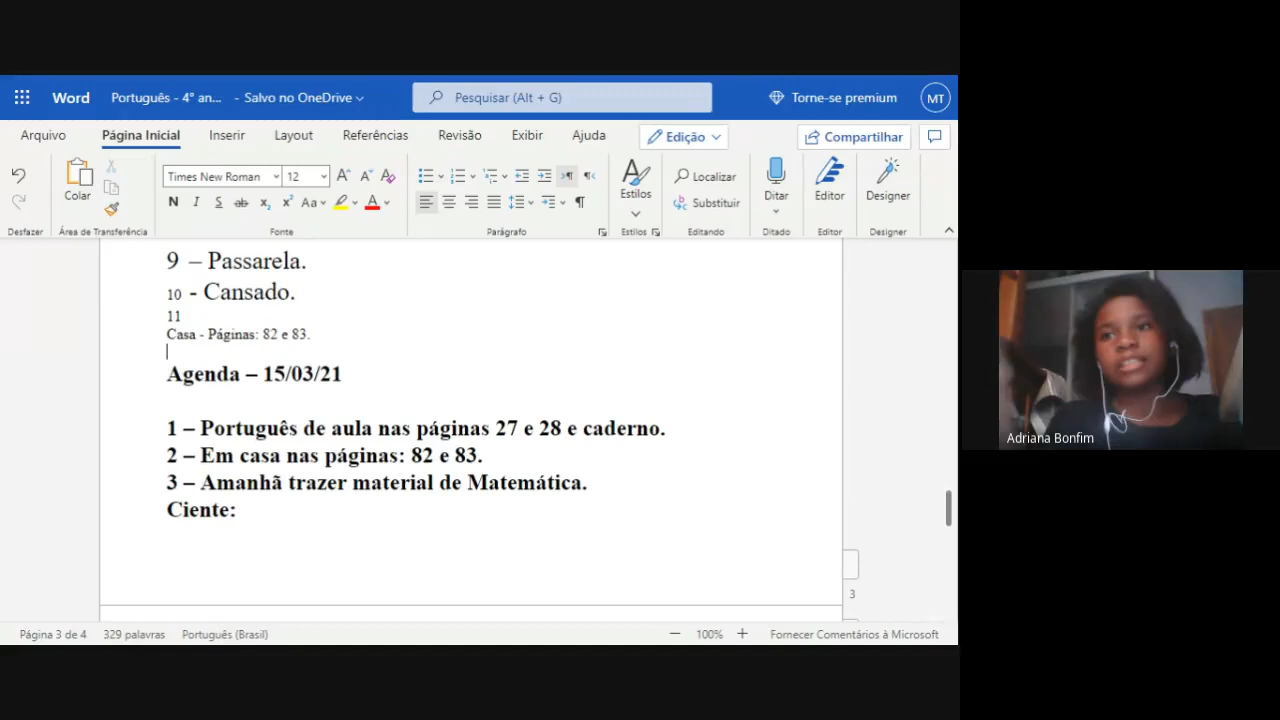 Word Português - 4° an... - Salvo no OneDrive Pesquisar (Alt + G) Torne-se premium MT
Arquivo Página Inicial Inserir Layout Referências Revisão Exibir Ajuda Edição Compartilhar
Times New Roman 12
Colar Estilos Localizar Ditar Editor Designer
N I S ab x₂ x² Aa A Substituir
Desfazer Área de Transferência Fonte Parágrafo Estilos Editando Ditado Editor Designer
9 – Passarela.
10 - Cansado.
11
Casa - Páginas: 82 e 83.
Agenda – 15/03/21
1 – Português de aula nas páginas 27 e 28 e caderno.
2 – Em casa nas páginas: 82 e 83.
3 – Amanhã trazer material de Matemática.
Ciente:
3
Página 3 de 4 329 palavras Português (Brasil) 100% Fornecer Comentários à Microsoft
Adriana Bonfim